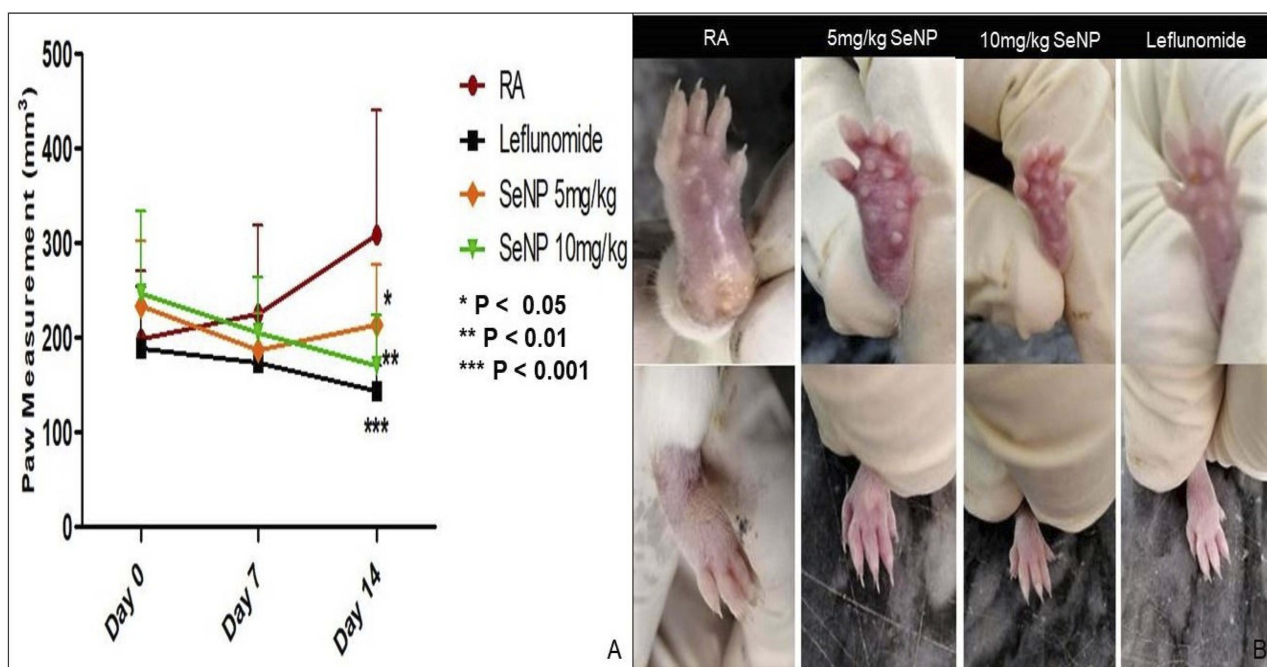 Paw Measurement (mm³)
500
400
300
200
100
0
Day 0
Day 7
Day 14
*
**
***
RA
Leflunomide
SeNP 5mg/kg
SeNP 10mg/kg
* P < 0.05
** P < 0.01
*** P < 0.001
A
RA
5mg/kg SeNP
10mg/kg SeNP
Leflunomide
B